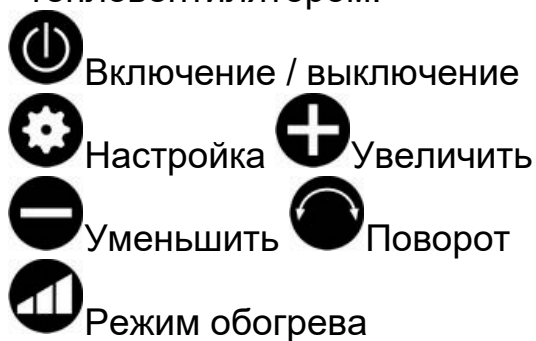 Включение / выключение
Настройка Увеличить
Уменьшить Поворот
Режим обогрева